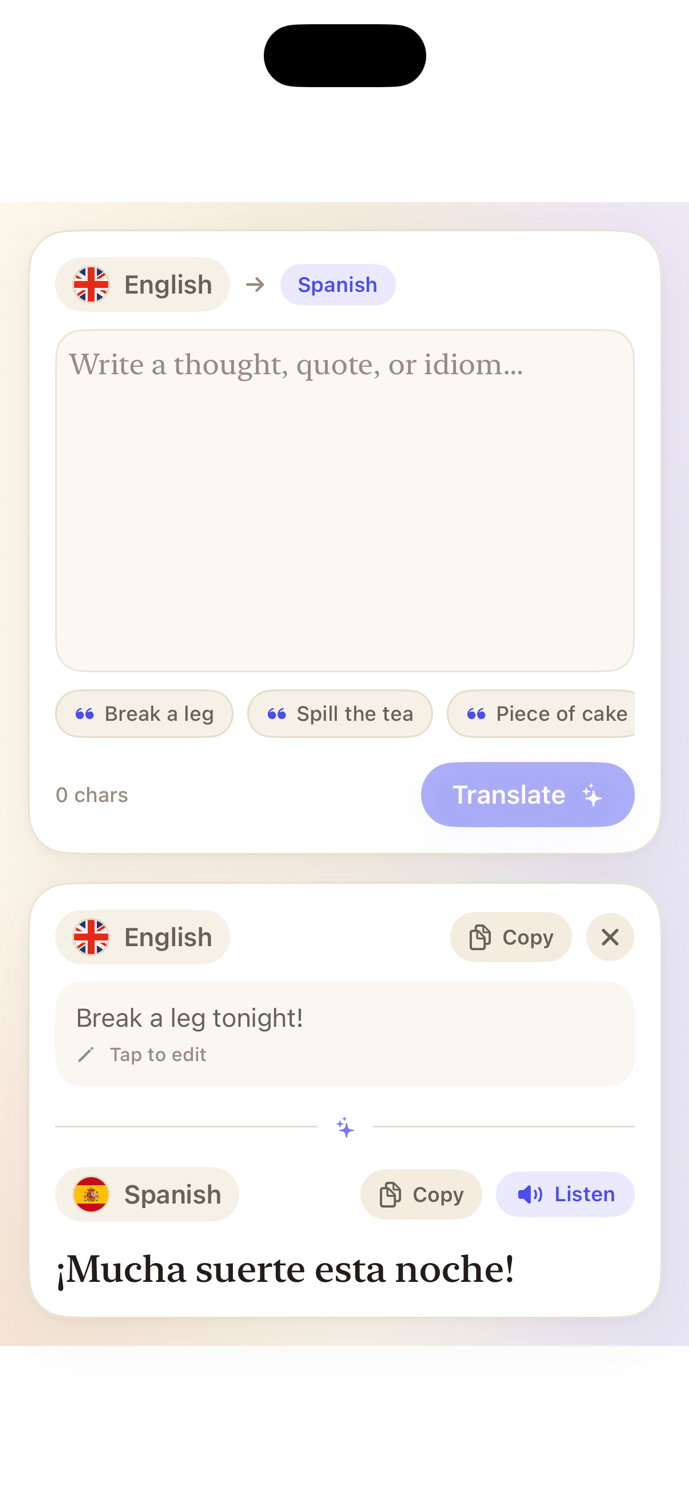 English → Spanish
Write a thought, quote, or idiom...
❝ Break a leg ❝ Spill the tea ❝ Piece of cake
0 chars Translate
English Copy
Break a leg tonight!
Tap to edit
Spanish Copy Listen
¡Mucha suerte esta noche!